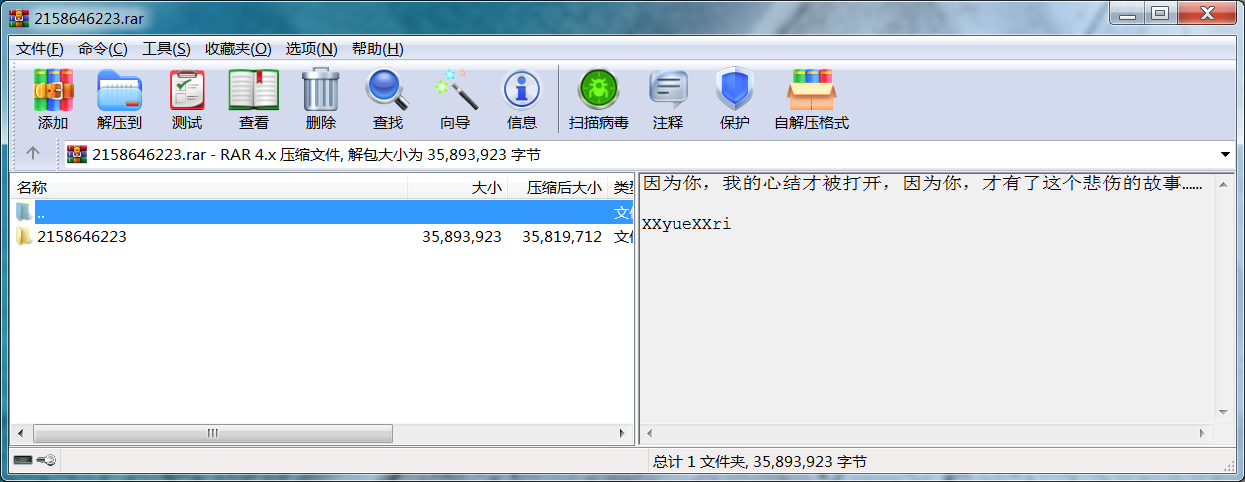 2158646223.rar
文件(F) 命令(C) 工具(S) 收藏夹(O) 选项(N) 帮助(H)
添加 解压到 测试 查看 删除 查找 向导 信息 扫描病毒 注释 保护 自解压格式
2158646223.rar - RAR 4.x 压缩文件, 解包大小为 35,893,923 字节
名称 大小 压缩后大小 类型
.. 文件
2158646223 35,893,923 35,819,712 文件
因为你，我的心结才被打开，因为你，才有了这个悲伤的故事……
XXyueXXri
总计 1 文件夹, 35,893,923 字节